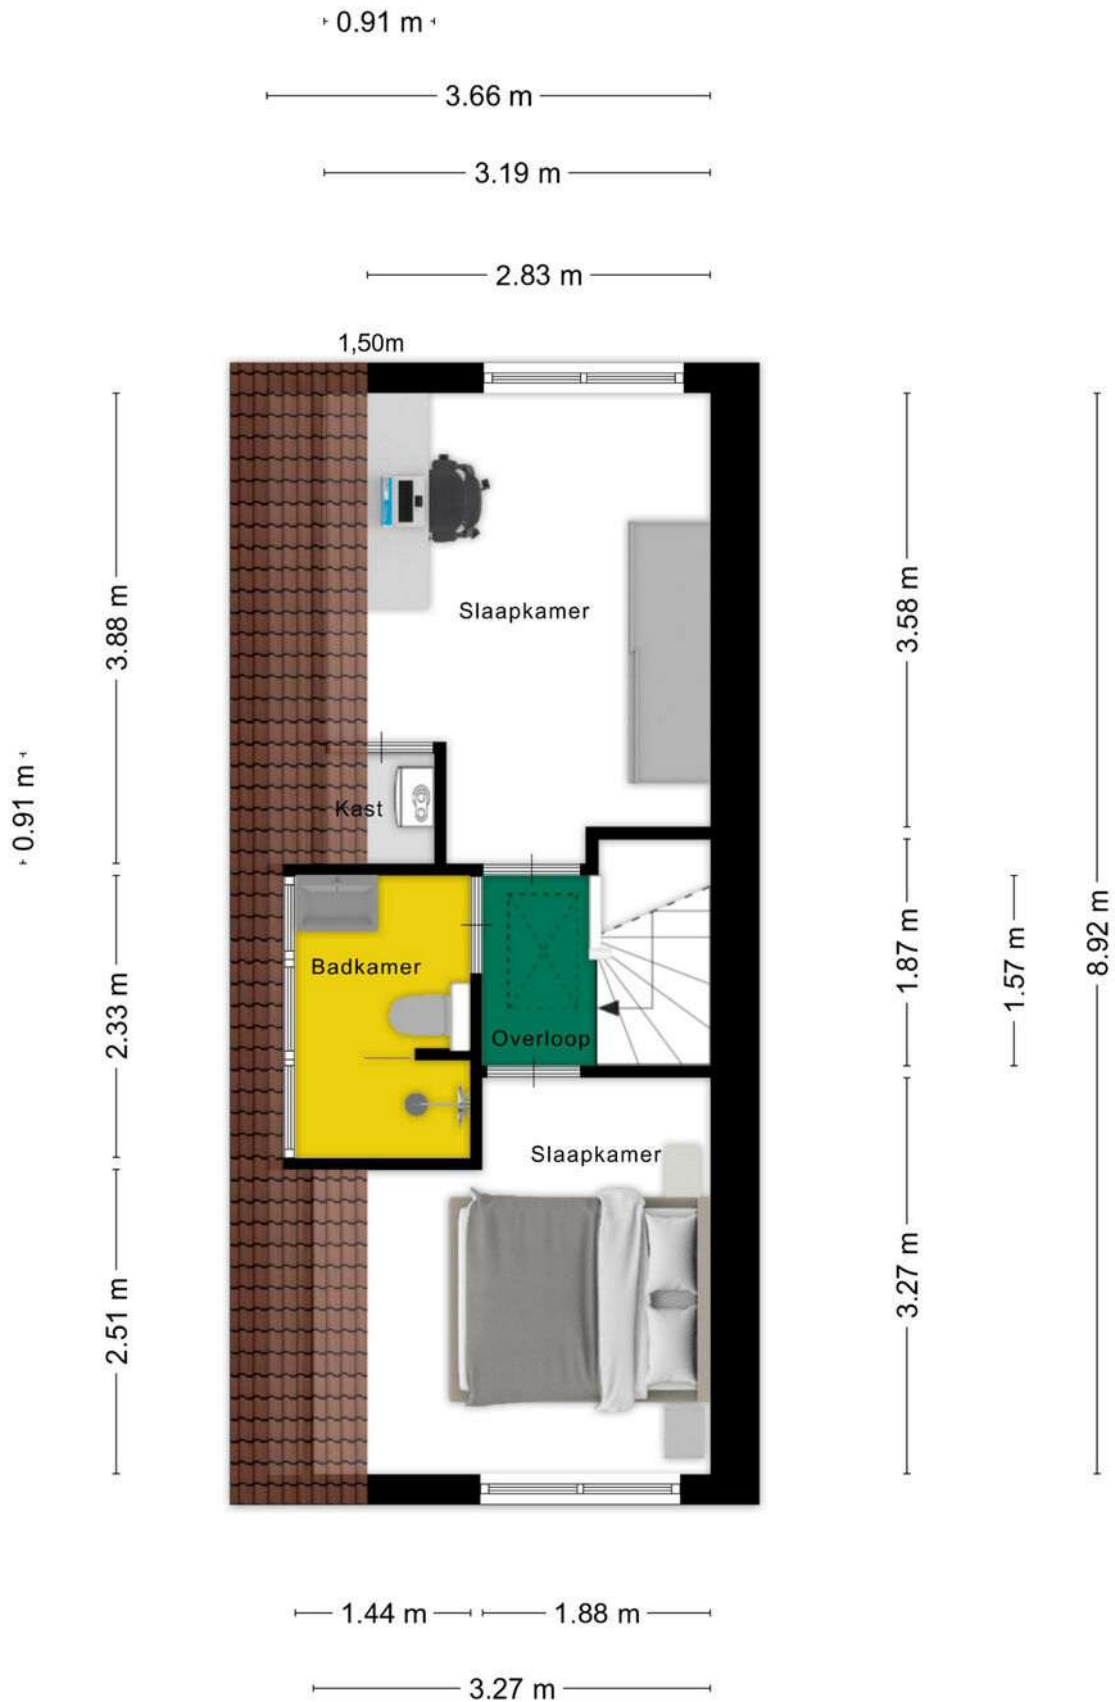 0.91 m
3.66 m
3.19 m
2.83 m
1,50m
3.88 m
3.58 m
Slaapkamer
0.91 m
Kast
8.92 m
1.87 m
1.57 m
Badkamer
2.33 m
Overloop
Slaapkamer
3.27 m
2.51 m
1.44 m
1.88 m
3.27 m